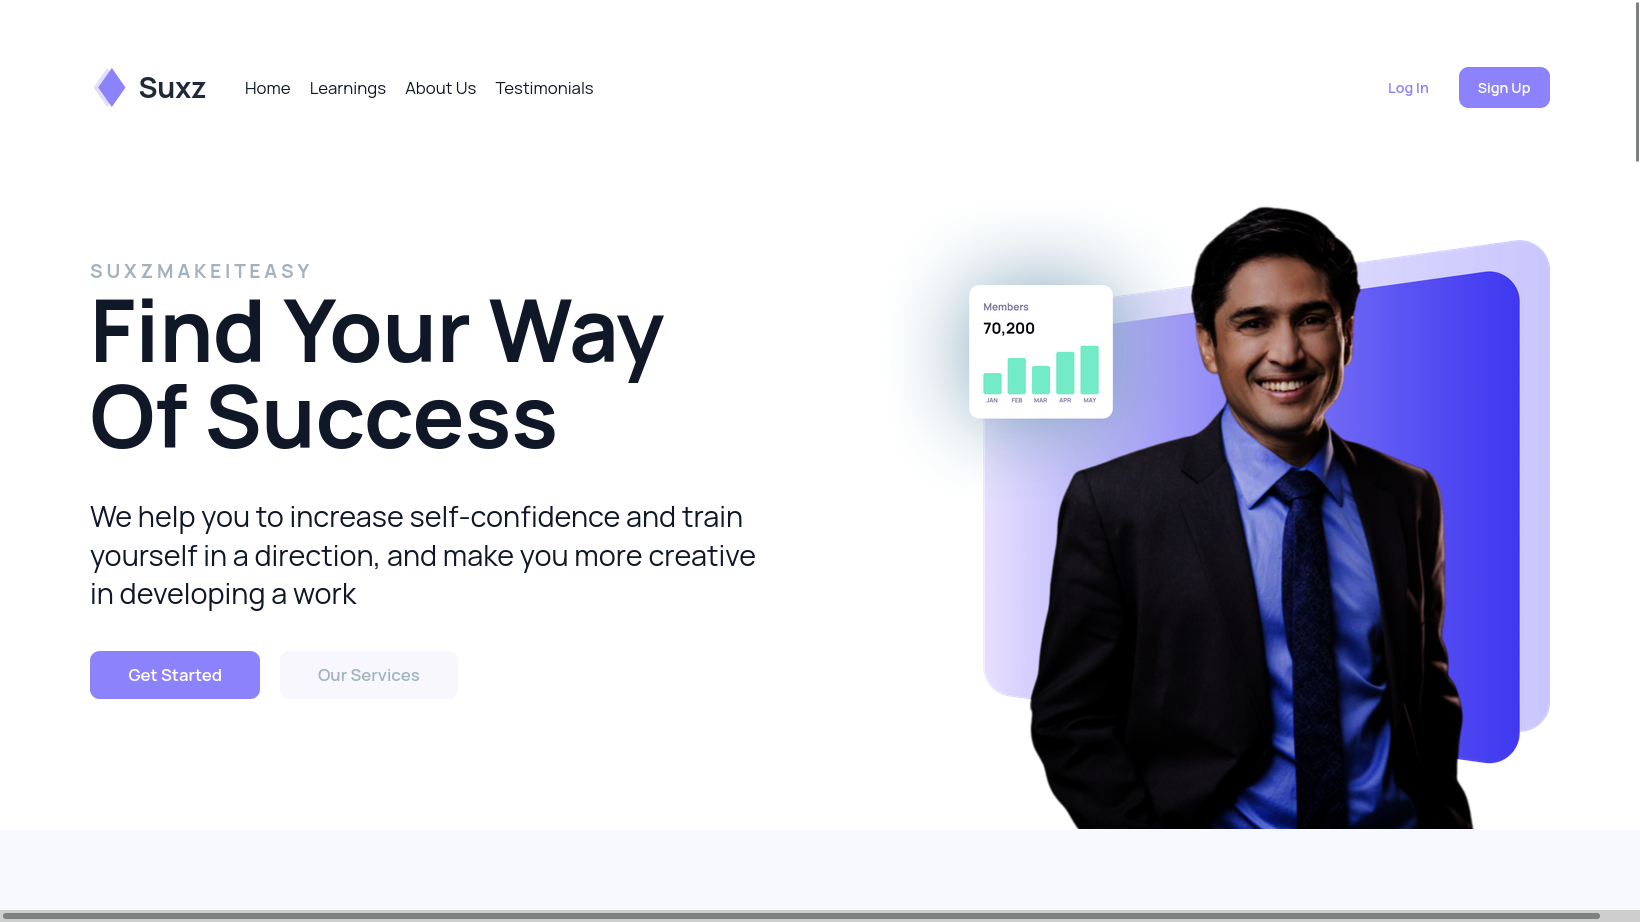 Suxz
Home
Learnings
About Us
Testimonials
Log In
Sign Up
SUXZMAKEITEASY
Find Your Way
Of Success
We help you to increase self-confidence and train
yourself in a direction, and make you more creative
in developing a work
Get Started
Our Services
Members
70,200
JAN FEB MAR APR MAY